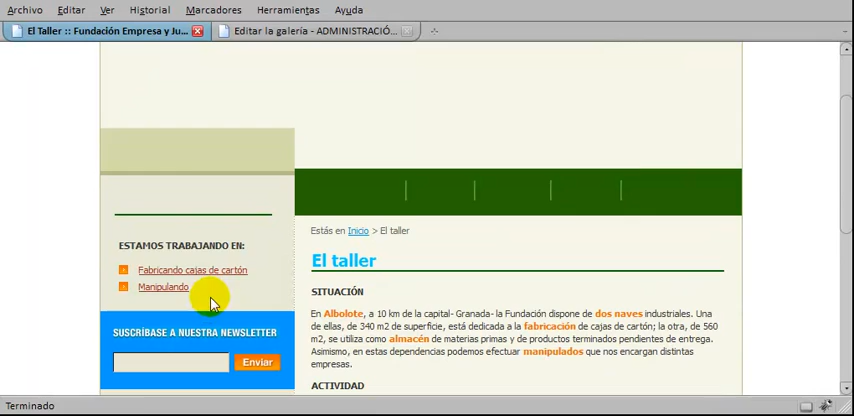 Archivo Editar Ver Historial Marcadores Herramientas Ayuda
El Taller :: Fundación Empresa y Ju... Editar la galería - ADMINISTRACIÓ...
ESTAMOS TRABAJANDO EN:
Fabricando cajas de cartón
Manipulando
SUSCRÍBASE A NUESTRA NEWSLETTER
Enviar
Estás en Inicio > El taller
El taller
SITUACIÓN
En Albolote, a 10 km de la capital- Granada- la Fundación dispone de dos naves industriales. Una
de ellas, de 340 m2 de superficie, está dedicada a la fabricación de cajas de cartón; la otra, de 560
m2, se utiliza como almacén de materias primas y de productos terminados pendientes de entrega.
Asimismo, en estas dependencias podemos efectuar manipulados que nos encargan distintas
empresas.
ACTIVIDAD
Terminado